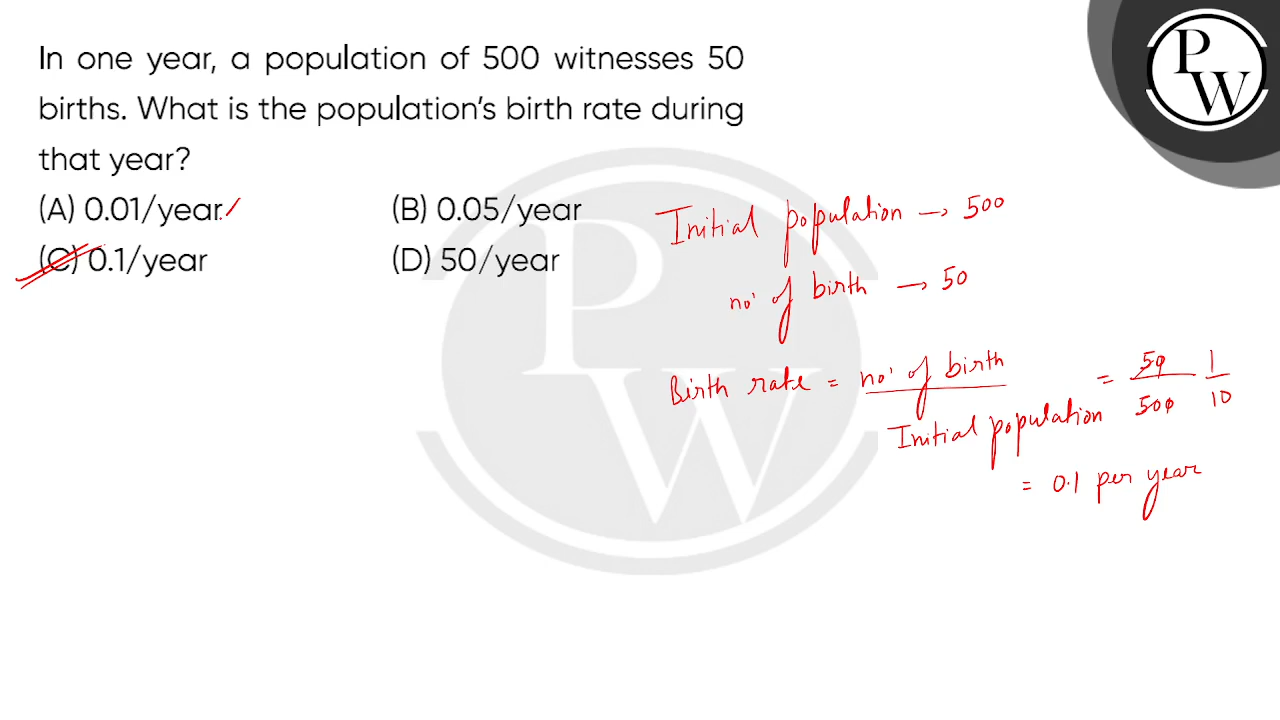 In one year, a population of 500 witnesses 50
births. What is the population's birth rate during
that year?
(A) 0.01/year. (B) 0.05/year
(C) 0.1/year (D) 50/year
Initial population → 500
no' of birth → 50
Birth rate = no' of birth = 50 1
Initial population 500 10
= 0.1 per year
PW
PW